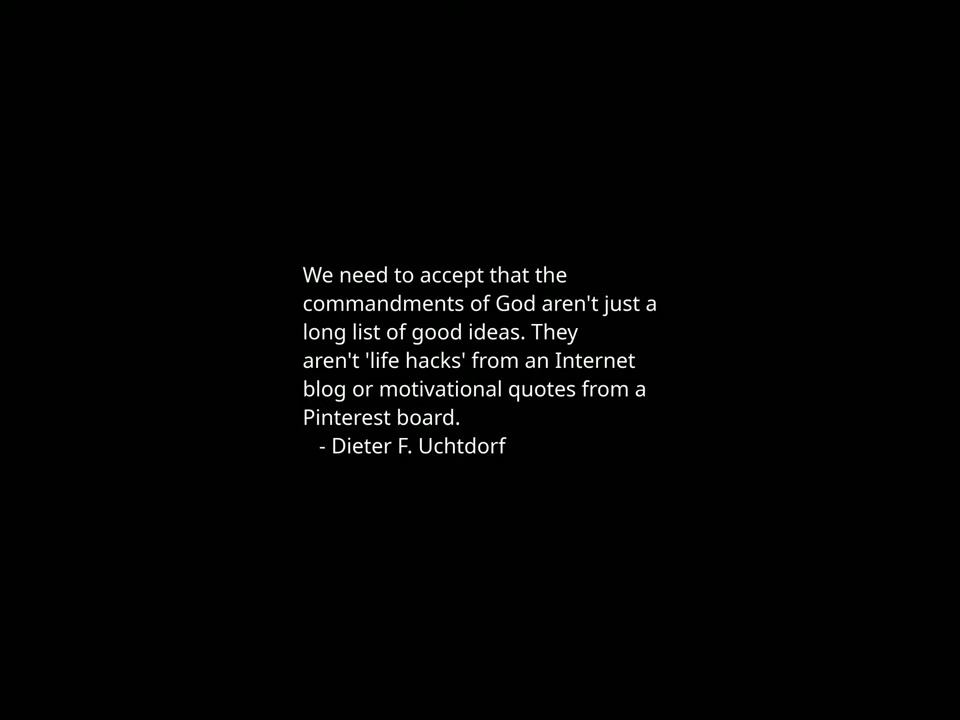 We need to accept that the
commandments of God aren't just a
long list of good ideas. They
aren't 'life hacks' from an Internet
blog or motivational quotes from a
Pinterest board.
- Dieter F. Uchtdorf